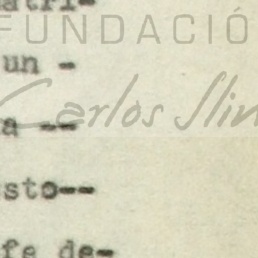 atri-
FUNDACIÓ
un -
Carlos Slim
a --
sto--
fe de-